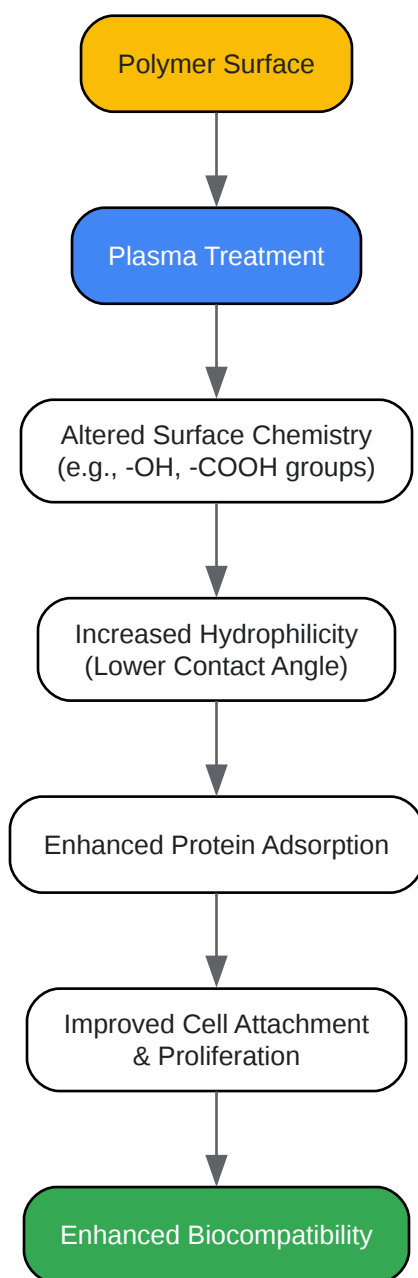 Polymer Surface
Plasma Treatment
Altered Surface Chemistry
(e.g., -OH, -COOH groups)
Increased Hydrophilicity
(Lower Contact Angle)
Enhanced Protein Adsorption
Improved Cell Attachment
& Proliferation
Enhanced Biocompatibility